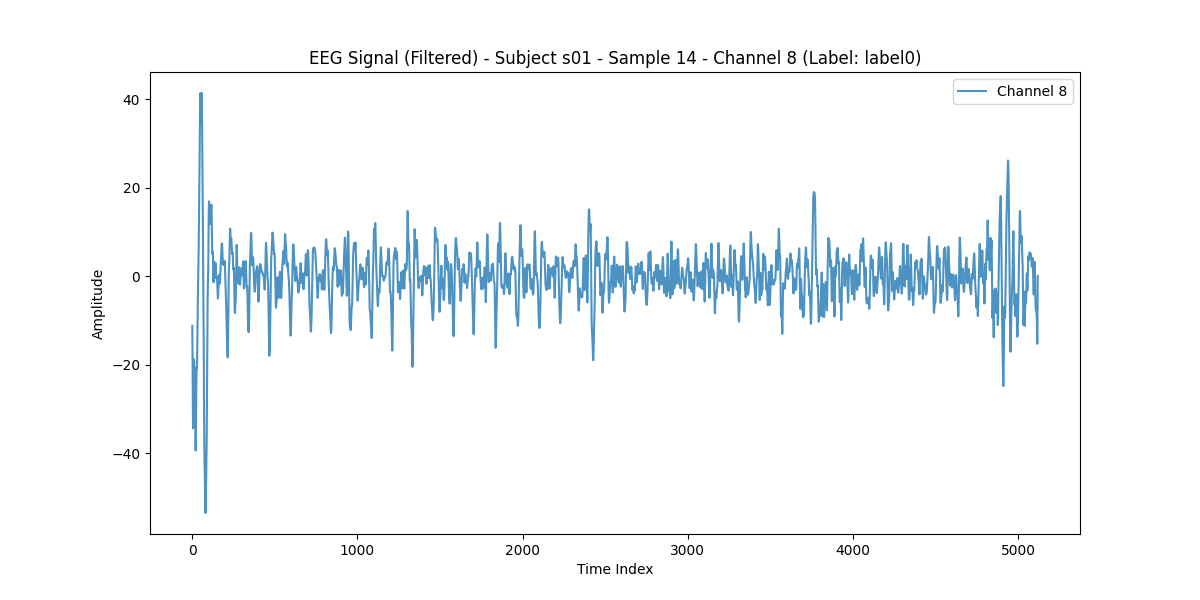 EEG Signal (Filtered) - Subject s01 - Sample 14 - Channel 8 (Label: label0)
Channel 8
40
20
0
−20
−40
Amplitude
0 1000 2000 3000 4000 5000
Time Index